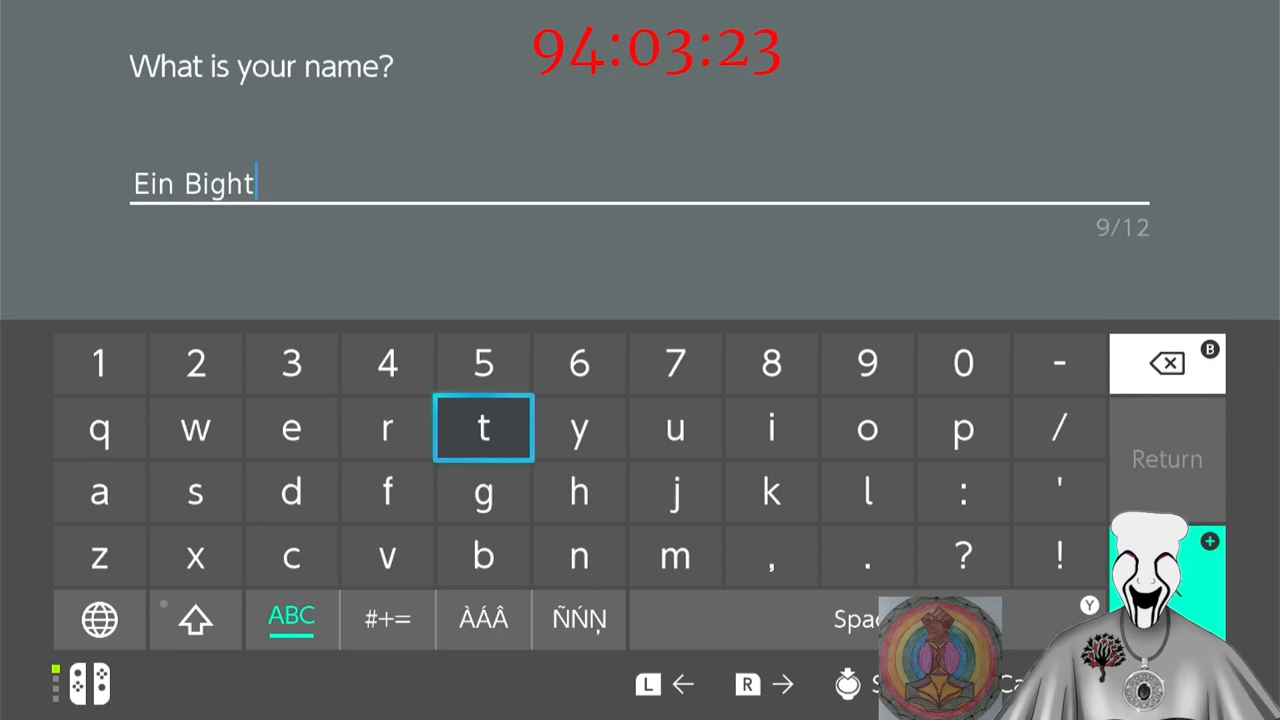 94:03:23
What is your name?
Ein Bight
9/12
1 2 3 4 5 6 7 8 9 0 - B
q w e r t y u i o p /
Return
a s d f g h j k l : '
z x c v b n m , . ? ! +
ABC #+= ÀÁÂ ÑŃŅ Y
L ← R →